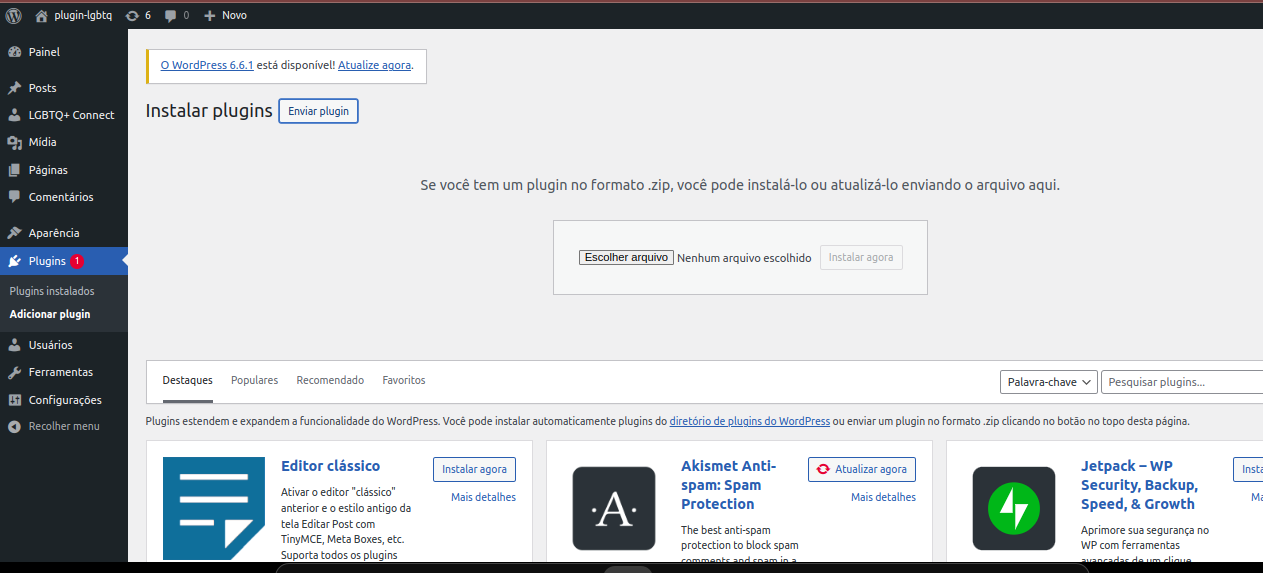 plugin-lgbtq 6 0 Novo
Painel
Posts
LGBTQ+ Connect
Mídia
Páginas
Comentários
Aparência
Plugins 1
Plugins instalados
Adicionar plugin
Usuários
Ferramentas
Configurações
Recolher menu
O WordPress 6.6.1 está disponível! Atualize agora.
Instalar plugins Enviar plugin
Se você tem um plugin no formato .zip, você pode instalá-lo ou atualizá-lo enviando o arquivo aqui.
Escolher arquivo Nenhum arquivo escolhido Instalar agora
Destaques Populares Recomendado Favoritos Palavra-chave Pesquisar plugins...
Plugins estendem e expandem a funcionalidade do WordPress. Você pode instalar automaticamente plugins do diretório de plugins do WordPress ou enviar um plugin no formato .zip clicando no botão no topo desta página.
Editor clássico
Instalar agora
Mais detalhes
Ativar o editor "clássico"
anterior e o estilo antigo da
tela Editar Post com
TinyMCE, Meta Boxes, etc.
Suporta todos os plugins
·A·
Akismet Anti-
spam: Spam
Protection
Atualizar agora
Mais detalhes
The best anti-spam
protection to block spam
comments and spam in a
Jetpack – WP
Security, Backup,
Speed, & Growth
Insta
Ma
Aprimore sua segurança no
WP com ferramentas
avançadas de um clique